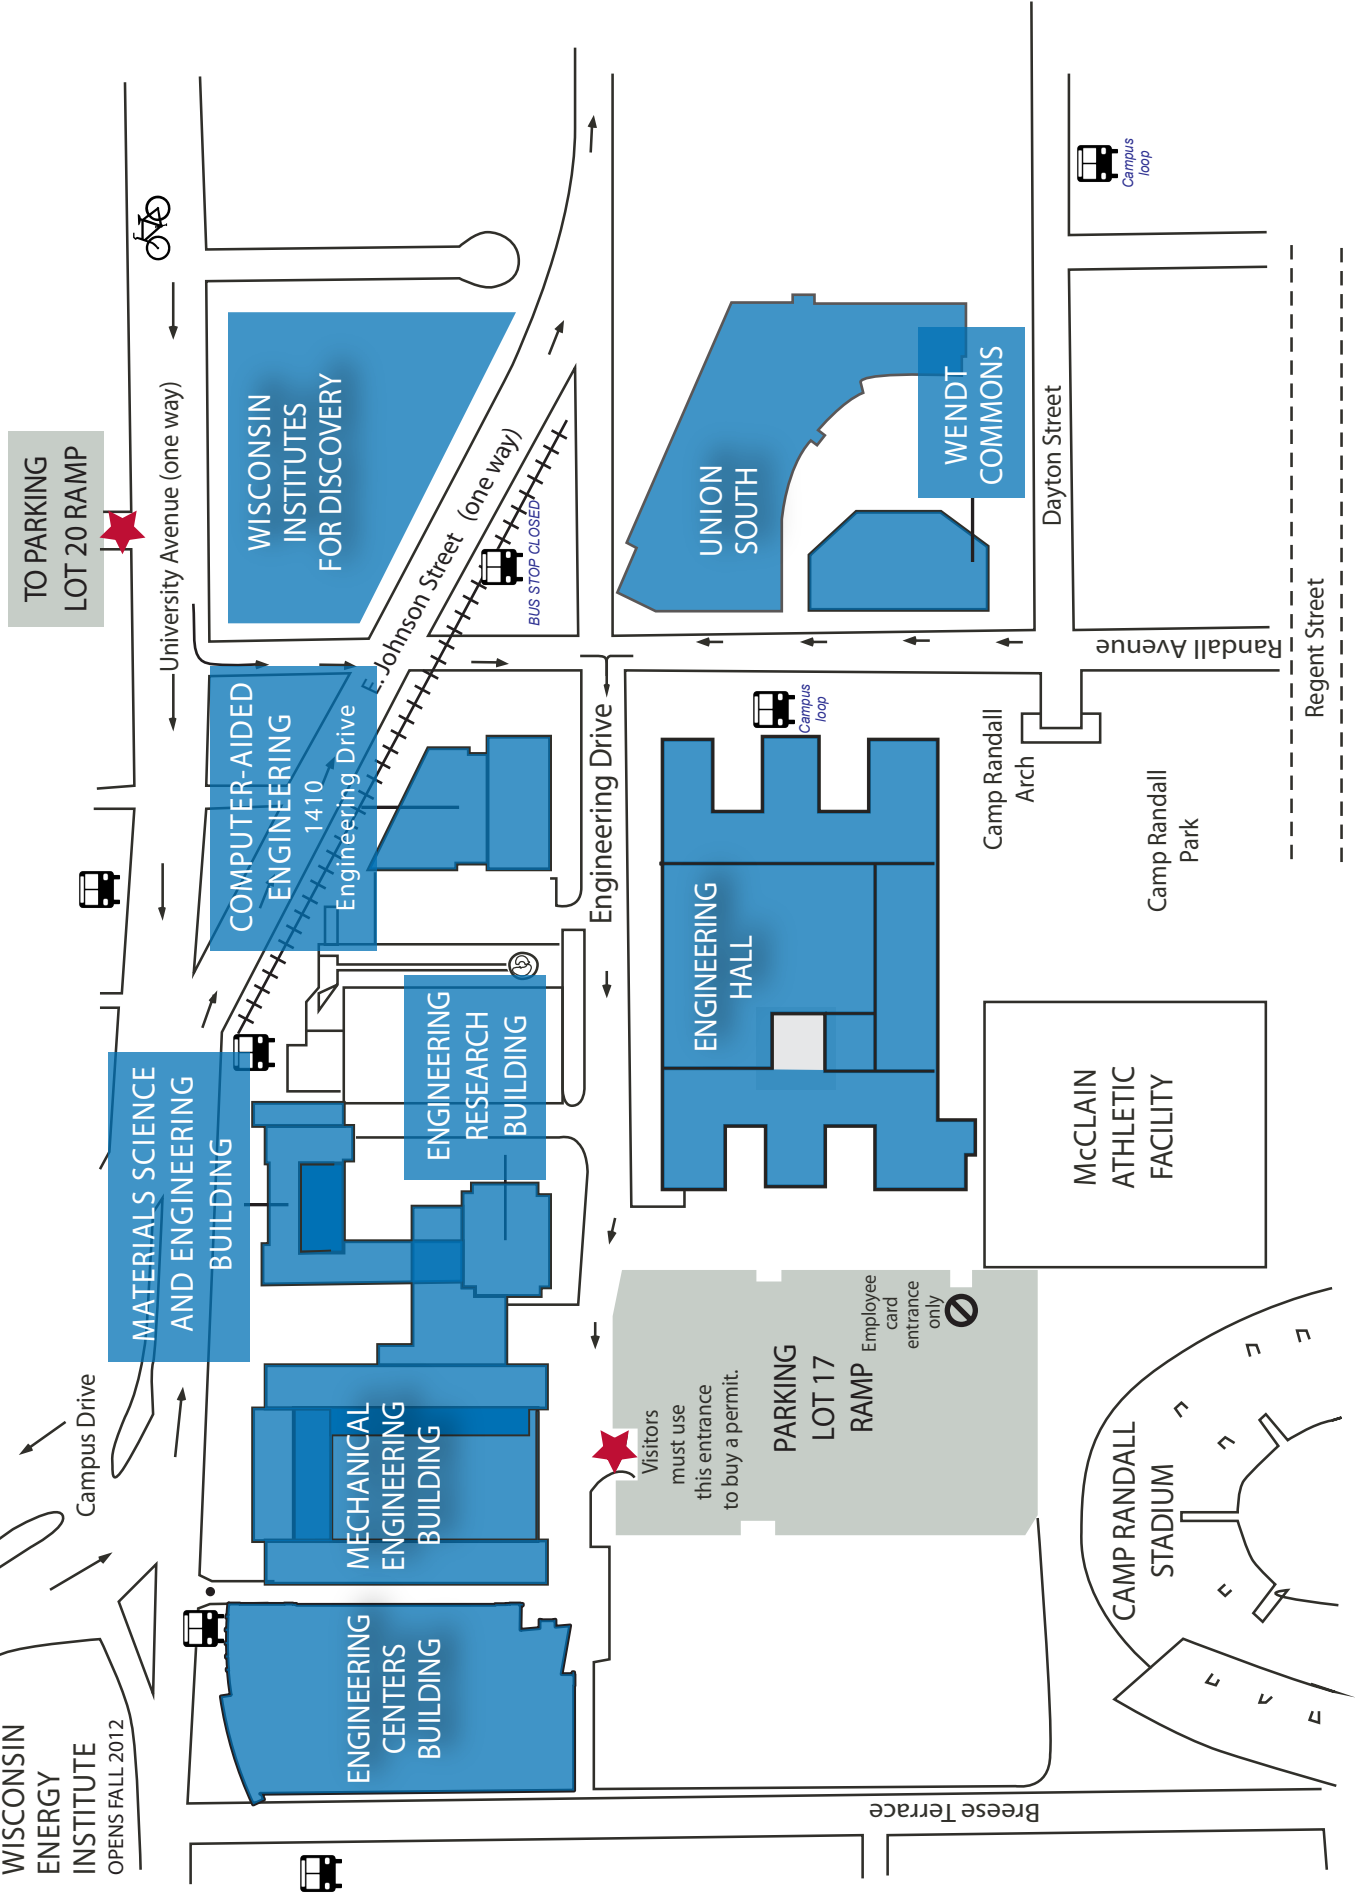 WISCONSIN
ENERGY
INSTITUTE
OPENS FALL 2012
Campus Drive
MATERIALS SCIENCE
AND ENGINEERING
BUILDING
TO PARKING
LOT 20 RAMP
University Avenue (one way)
COMPUTER-AIDED
ENGINEERING
1410
Engineering Drive
WISCONSIN
INSTITUTES
FOR DISCOVERY
E. Johnson Street (one way)
BUS STOP CLOSED
ENGINEERING
CENTERS
BUILDING
MECHANICAL
ENGINEERING
BUILDING
ENGINEERING
RESEARCH
BUILDING
Engineering Drive
Visitors
must use
this entrance
to buy a permit.
PARKING
LOT 17
RAMP
Employee
card
entrance
only
ENGINEERING
HALL
Campus
loop
UNION
SOUTH
WENDT
COMMONS
Breese Terrace
Camp Randall
Arch
Dayton Street
McCLAIN
ATHLETIC
FACILITY
Randall Avenue
Campus
loop
CAMP RANDALL
STADIUM
Camp Randall
Park
Regent Street